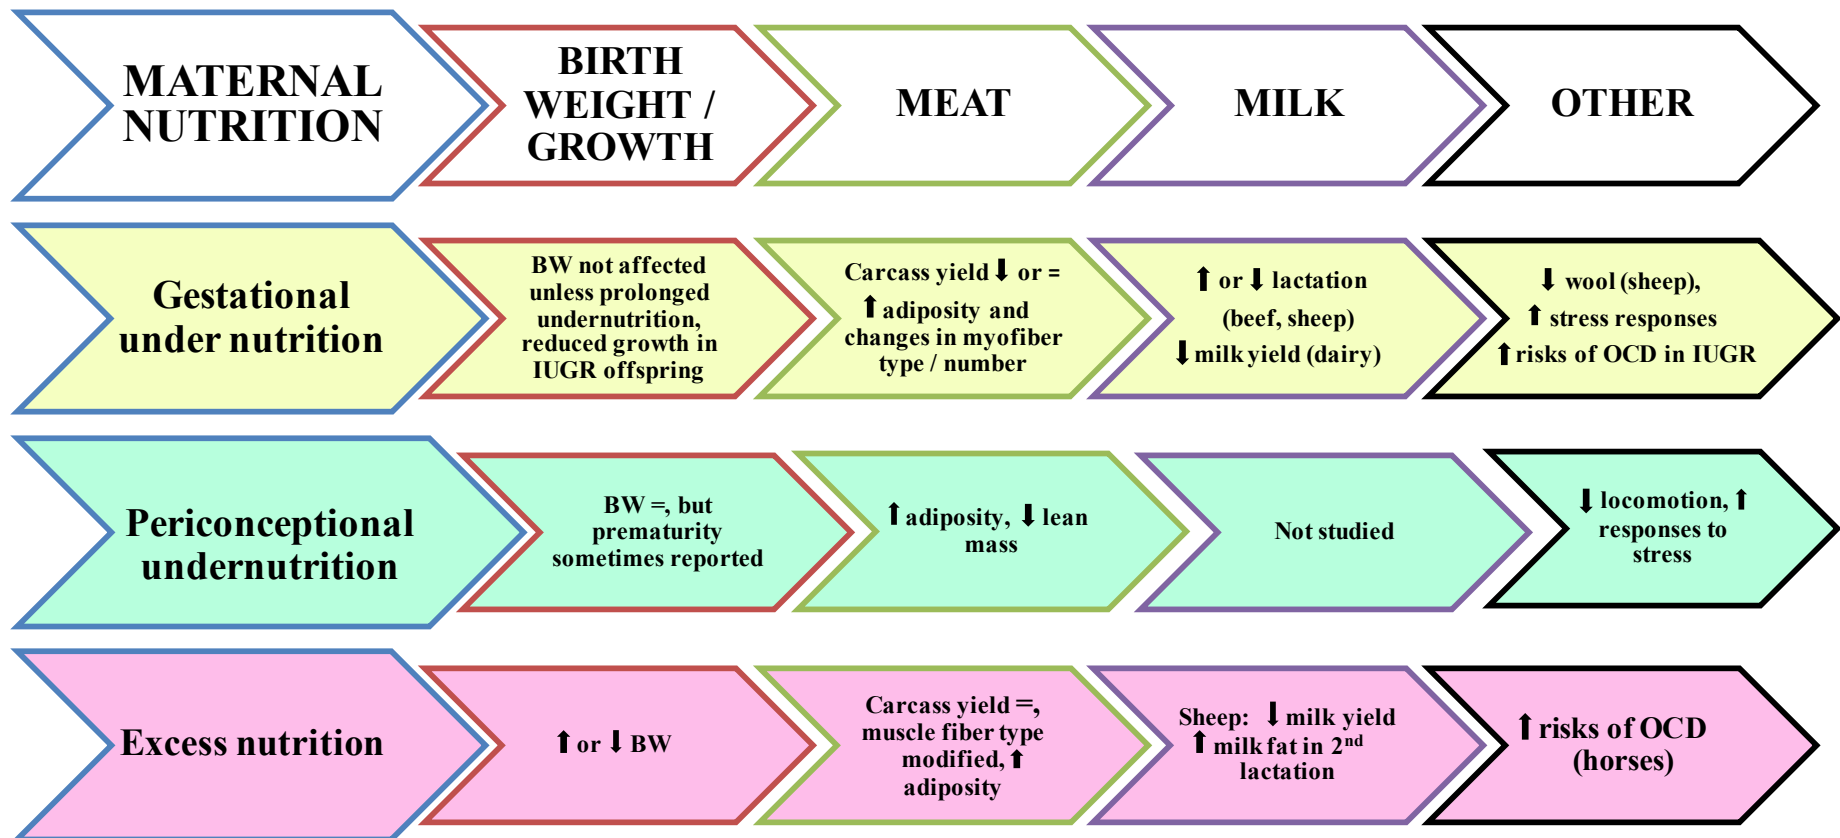 MATERNAL
NUTRITION
BIRTH
WEIGHT /
GROWTH
MEAT
MILK
OTHER
Gestational
under nutrition
BW not affected
unless prolonged
undernutrition,
reduced growth in
IUGR offspring
Carcass yield ⬇ or =
⬆ adiposity and
changes in myofiber
type / number
⬆ or ⬇ lactation
(beef, sheep)
⬇ milk yield (dairy)
⬇ wool (sheep),
⬆ stress responses
⬆ risks of OCD in IUGR
Periconceptional
undernutrition
BW =, but
prematurity
sometimes reported
⬆ adiposity, ⬇ lean
mass
Not studied
⬇ locomotion, ⬆
responses to
stress
Excess nutrition
⬆ or ⬇ BW
Carcass yield =,
muscle fiber type
modified, ⬆
adiposity
Sheep: ⬇ milk yield
⬆ milk fat in 2nd
lactation
⬆ risks of OCD
(horses)